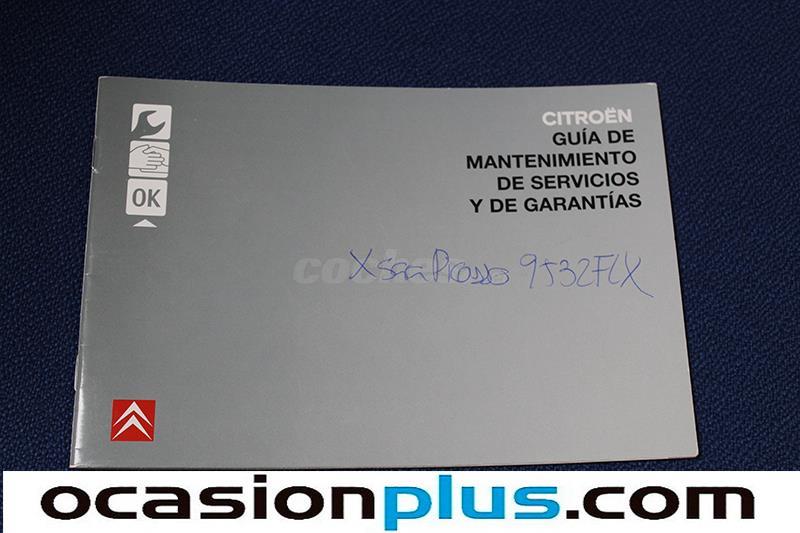 CITROËN
GUÍA DE
MANTENIMIENTO
DE SERVICIOS
Y DE GARANTÍAS
OK
Xsara Picasso 9532FLX
ocasionplus.com